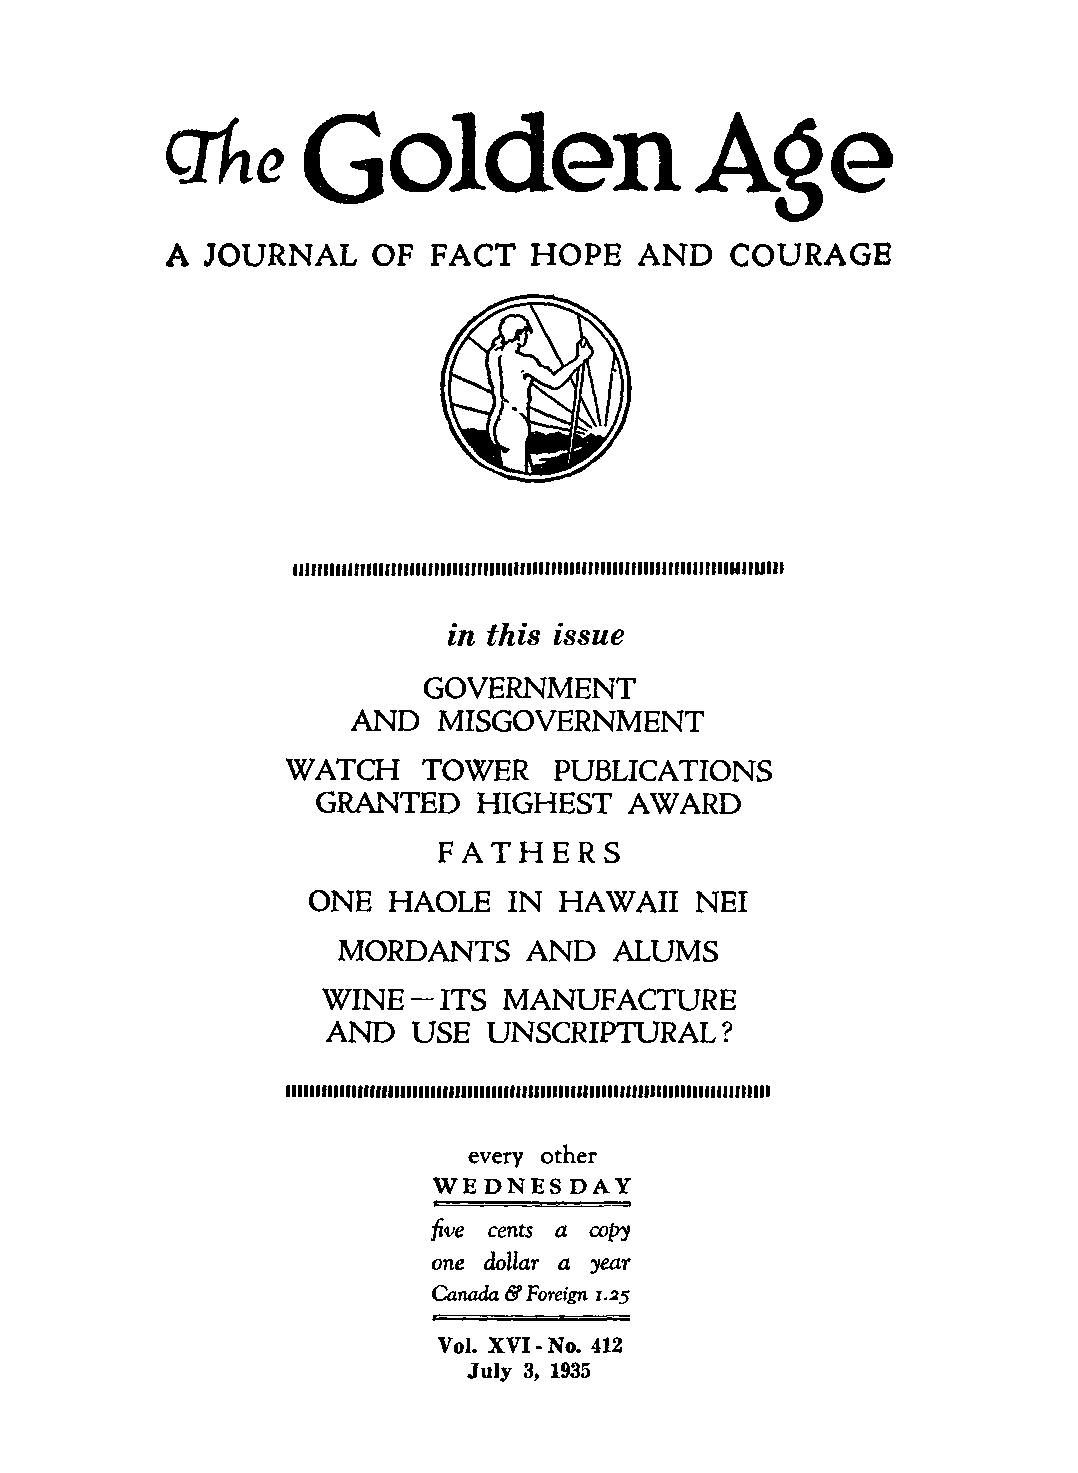 The Golden Age
A JOURNAL OF FACT HOPE AND COURAGE
in this issue
GOVERNMENT
AND MISGOVERNMENT
WATCH TOWER PUBLICATIONS
GRANTED HIGHEST AWARD
FATHERS
ONE HAOLE IN HAWAII NEI
MORDANTS AND ALUMS
WINE—ITS MANUFACTURE
AND USE UNSCRIPTURAL?
every other
WEDNESDAY
five cents a copy
one dollar a year
Canada & Foreign 1.25
Vol. XVI - No. 412
July 3, 1935